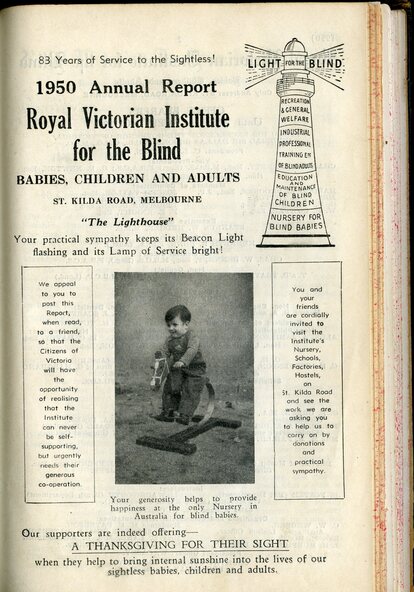 83 Years of Service to the Sightless!
1950 Annual Report
Royal Victorian Institute
for the Blind
BABIES, CHILDREN AND ADULTS
ST. KILDA ROAD, MELBOURNE
"The Lighthouse"
Your practical sympathy keeps its Beacon Light
flashing and its Lamp of Service bright!
LIGHT FOR THE BLIND
RECREATION
& GENERAL
WELFARE
INDUSTRIAL
PROFESSIONAL
TRAINING EM
OF BLIND ADULTS
EDUCATION
AND
MAINTENANCE
OF BLIND
CHILDREN
NURSERY FOR
BLIND BABIES
We appeal
to you to
post this
Report,
when read,
to a friend,
so that the
Citizens of
Victoria
will have
the
opportunity
of realising
that the
Institute
can never
be self-
supporting,
but urgently
needs their
generous
co-operation.
You and
your
friends
are cordially
invited to
visit the
Institute's
Nursery,
Schools,
Factories,
Hostels,
on
St. Kilda Road
and see the
work we are
asking you
to help us to
carry on by
donations
and
practical
sympathy.
Your generosity helps to provide
happiness at the only Nursery in
Australia for blind babies.
Our supporters are indeed offering—
A THANKSGIVING FOR THEIR SIGHT
when they help to bring internal sunshine into the lives of our
sightless babies, children and adults.